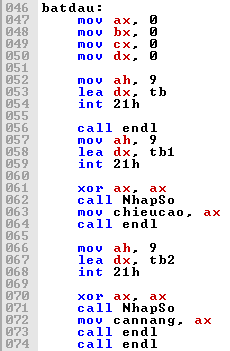 046 batdau:
047 mov ax, 0
048 mov bx, 0
049 mov cx, 0
050 mov dx, 0
051
052 mov ah, 9
053 lea dx, tb
054 int 21h
055
056 call endl
057 mov ah, 9
058 lea dx, tb1
059 int 21h
060
061 xor ax, ax
062 call NhapSo
063 mov chieucao, ax
064 call endl
065
066 mov ah, 9
067 lea dx, tb2
068 int 21h
069
070 xor ax, ax
071 call NhapSo
072 mov cannang, ax
073 call endl
074 call endl